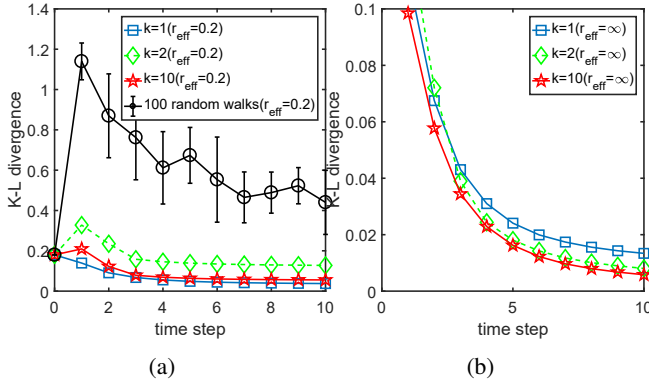 1.4
1.2
1
0.8
0.6
0.4
0.2
0
K-L divergence
k=1(r_eff=0.2)
k=2(r_eff=0.2)
k=10(r_eff=0.2)
100 random walks(r_eff=0.2)
0 2 4 6 8 10
time step
(a)
0.1
0.08
0.06
0.04
0.02
0
K-L divergence
k=1(r_eff=∞)
k=2(r_eff=∞)
k=10(r_eff=∞)
0 5 10
time step
(b)